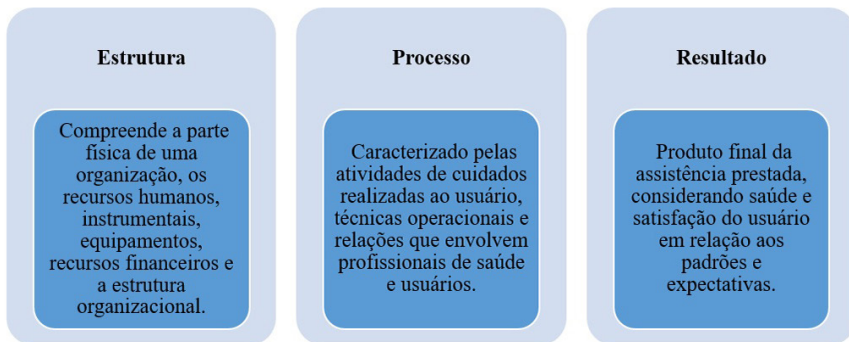 Estrutura
Compreende a parte
física de uma
organização, os
recursos humanos,
instrumentais,
equipamentos,
recursos financeiros e
a estrutura
organizacional.
Processo
Caracterizado pelas
atividades de cuidados
realizadas ao usuário,
técnicas operacionais e
relações que envolvem
profissionais de saúde
e usuários.
Resultado
Produto final da
assistência prestada,
considerando saúde e
satisfação do usuário
em relação aos
padrões e
expectativas.